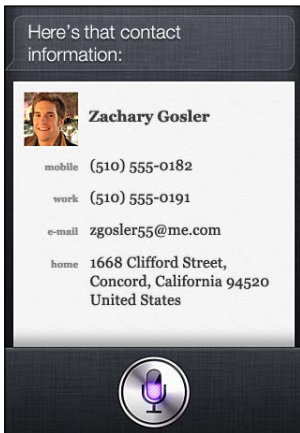 Here's that contact
information:
Zachary Gosler
mobile (510) 555-0182
work (510) 555-0191
e-mail zgosler55@me.com
home 1668 Clifford Street,
Concord, California 94520
United States